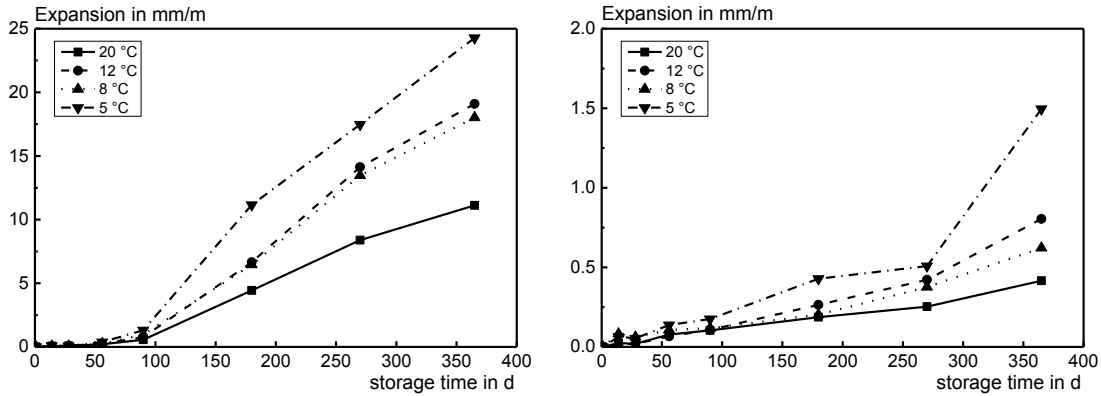 Expansion in mm/m
25
20
15
10
5
0
20 °C
12 °C
8 °C
5 °C
0 50 100 150 200 250 300 350 400
storage time in d
Expansion in mm/m
2.0
1.5
1.0
0.5
0.0
20 °C
12 °C
8 °C
5 °C
0 50 100 150 200 250 300 350 400
storage time in d